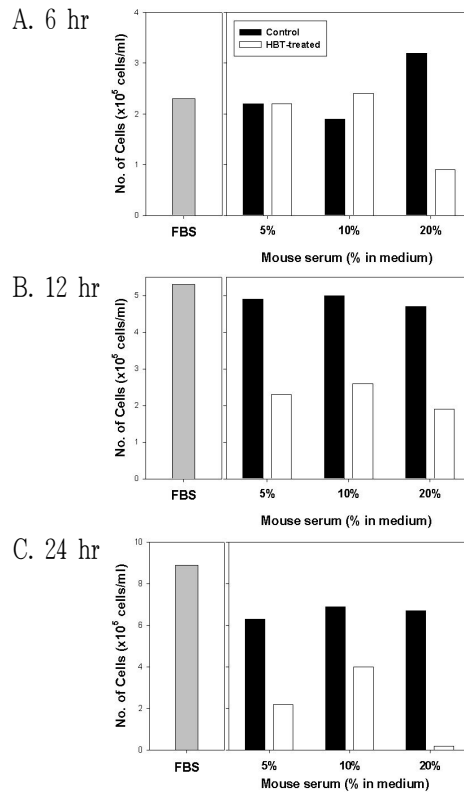 A. 6 hr
No. of Cells (x10⁵ cells/ml)
4
3
2
1
0
Control
HBT-treated
FBS
5%
10%
20%
Mouse serum (% in medium)
B. 12 hr
No. of Cells (x10⁵ cells/ml)
5
4
3
2
1
0
FBS
5%
10%
20%
Mouse serum (% in medium)
C. 24 hr
No. of Cells (x10⁵ cells/ml)
10
8
6
4
2
0
FBS
5%
10%
20%
Mouse serum (% in medium)